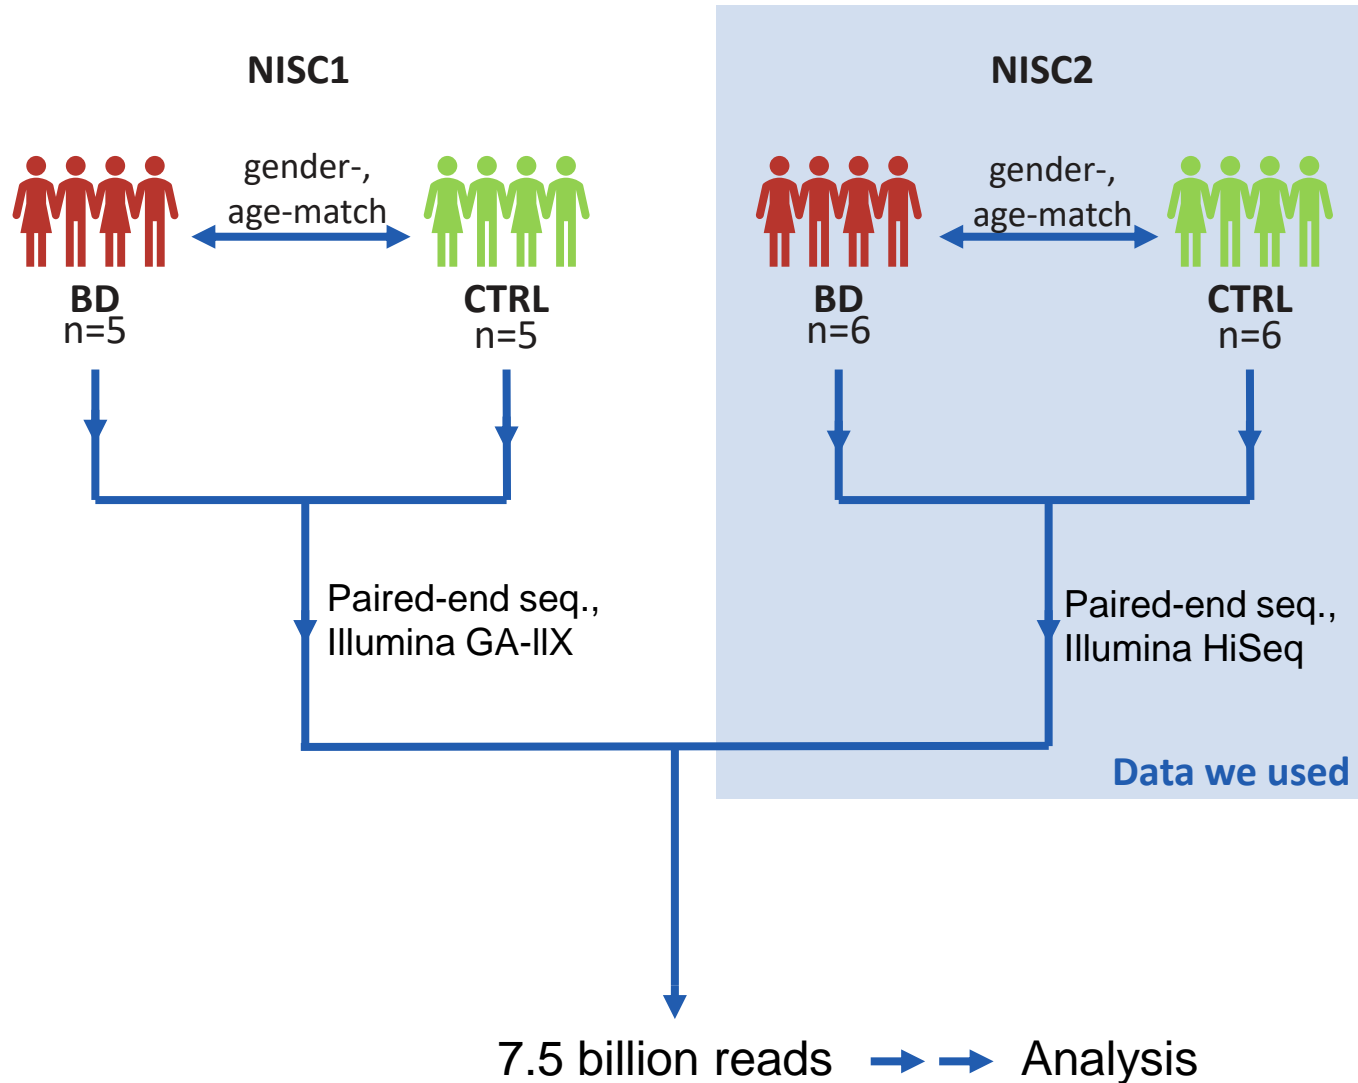 NISC1
gender-,
age-match
BD
n=5
CTRL
n=5
Paired-end seq.,
Illumina GA-IIX
NISC2
gender-,
age-match
BD
n=6
CTRL
n=6
Paired-end seq.,
Illumina HiSeq
Data we used
7.5 billion reads
Analysis